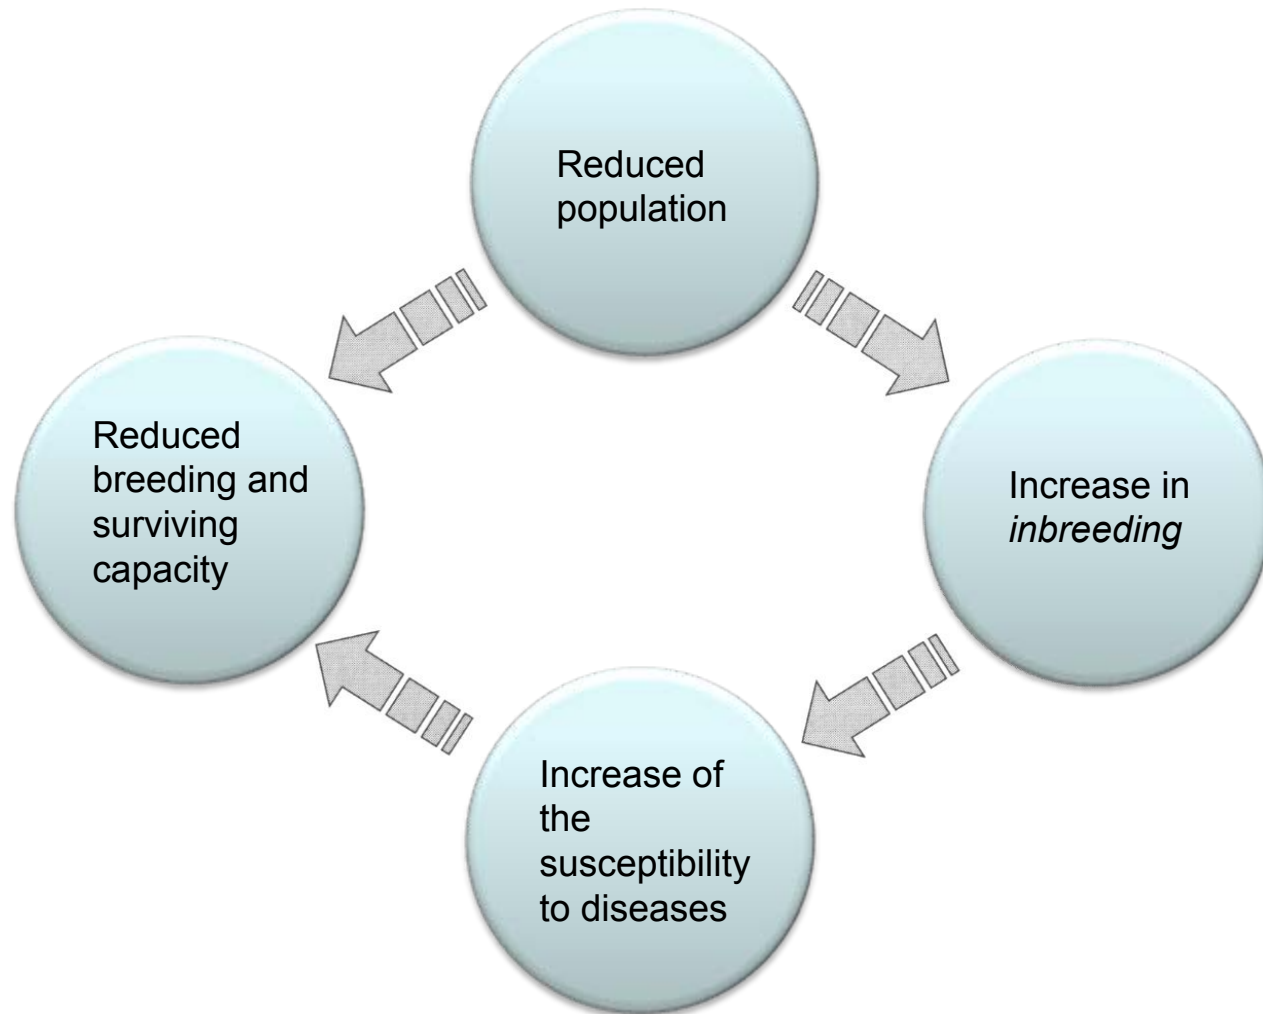 Reduced
population
Reduced
breeding and
surviving
capacity
Increase in
inbreeding
Increase of
the
susceptibility
to diseases